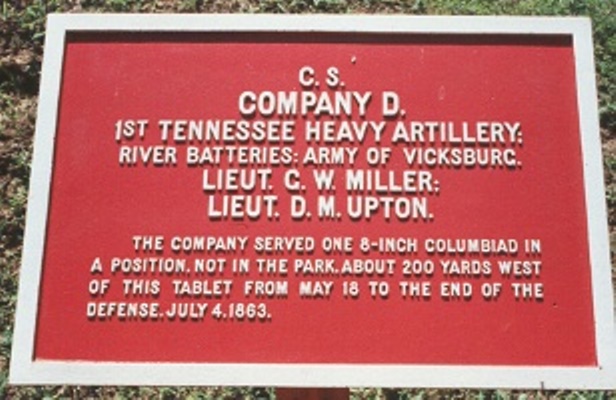 C. S.
COMPANY D.
1ST TENNESSEE HEAVY ARTILLERY;
RIVER BATTERIES: ARMY OF VICKSBURG.
LIEUT. G. W. MILLER;
LIEUT. D. M. UPTON.
THE COMPANY SERVED ONE 8-INCH COLUMBIAD IN
A POSITION, NOT IN THE PARK, ABOUT 200 YARDS WEST
OF THIS TABLET FROM MAY 18 TO THE END OF THE
DEFENSE, JULY 4, 1863.